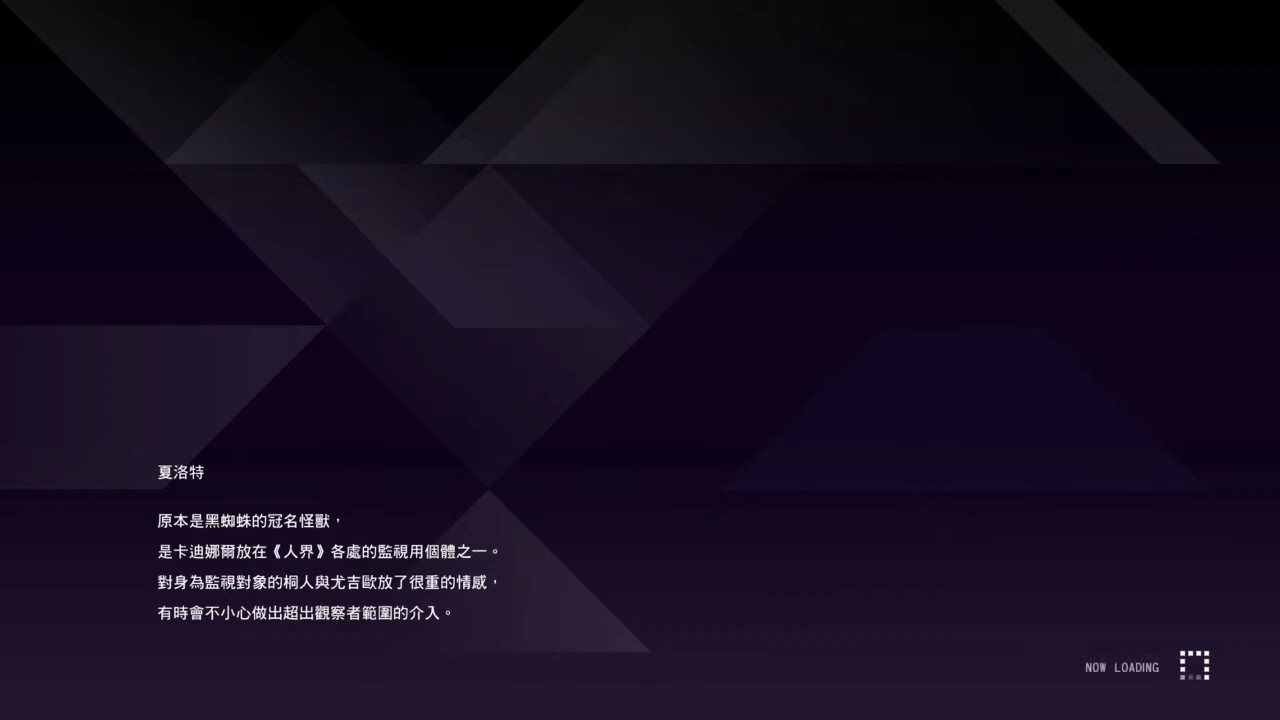 夏洛特
原本是黑蜘蛛的冠名怪獸，
是卡迪娜爾放在《人界》各處的監視用個體之一。
對身為監視對象的桐人與尤吉歐放了很重的情感，
有時會不小心做出超出觀察者範圍的介入。
NOW LOADING